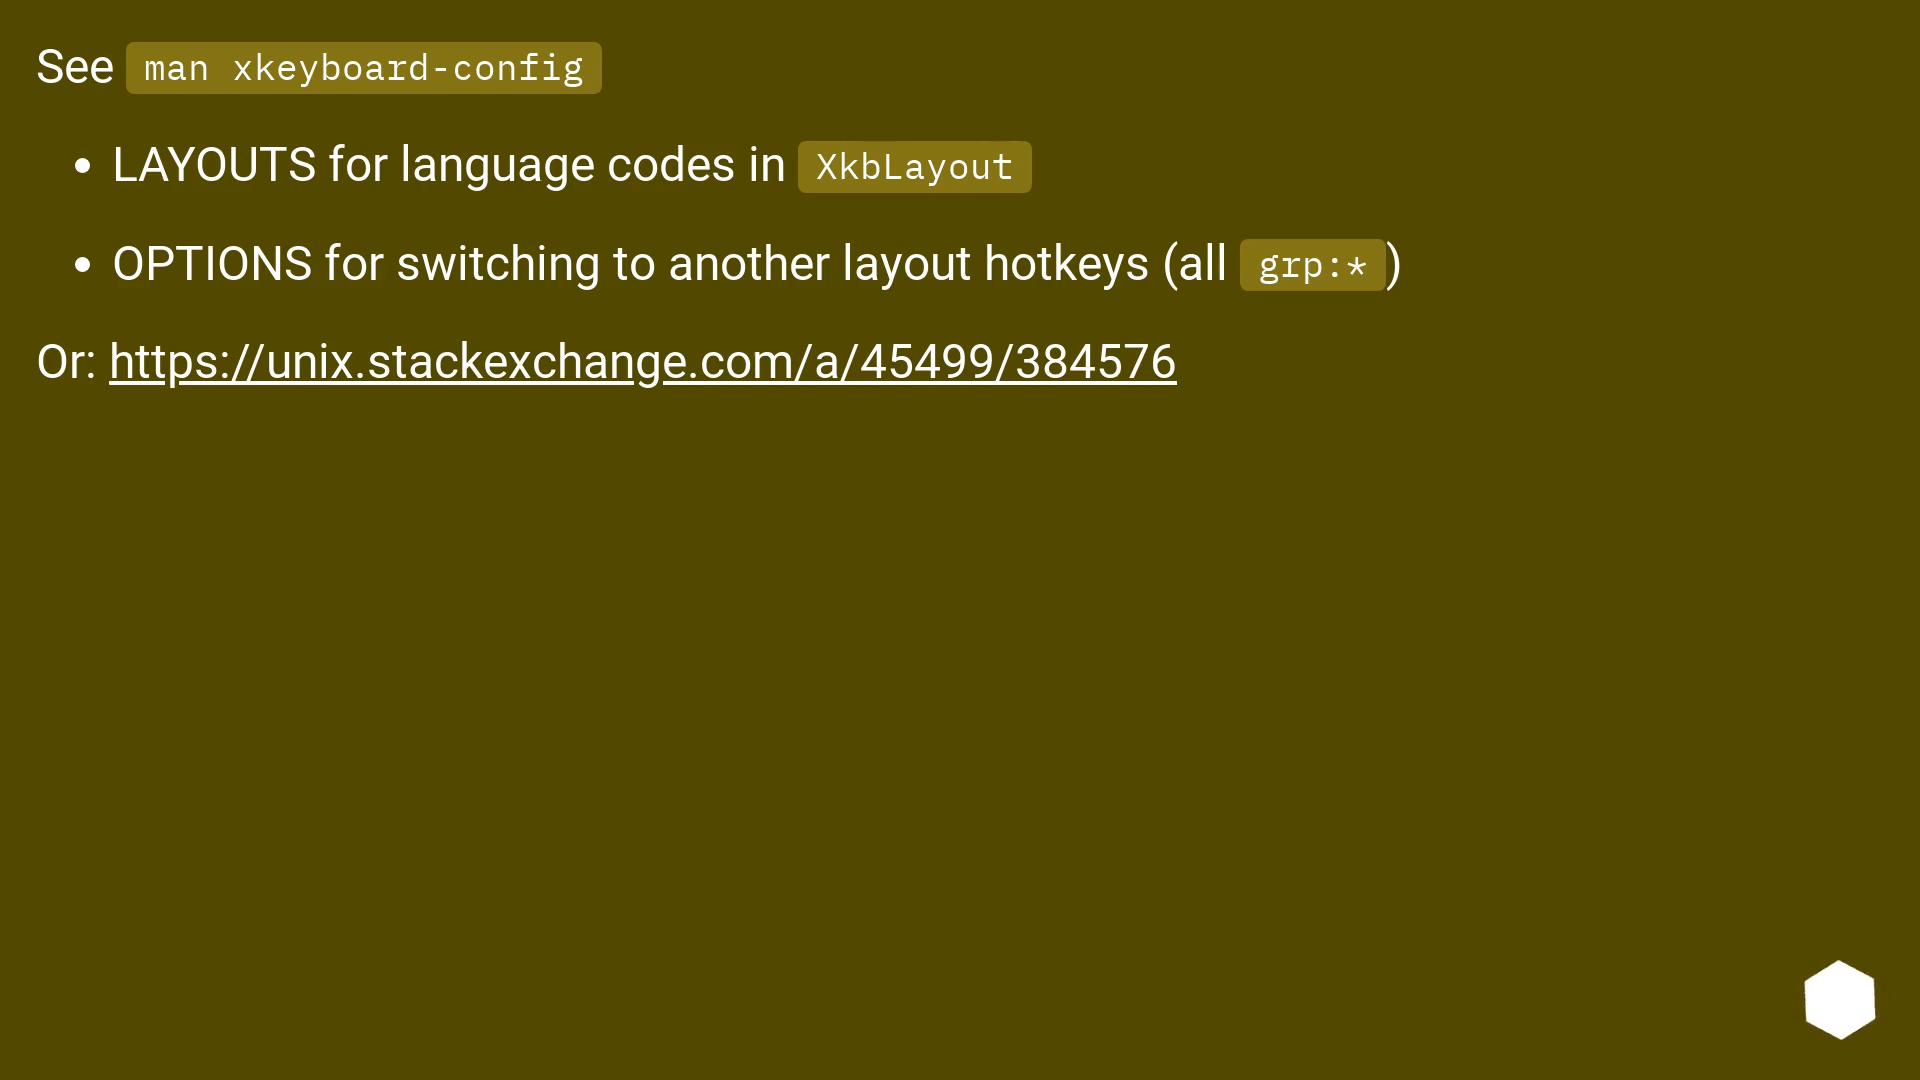 See man xkeyboard-config
• LAYOUTS for language codes in XkbLayout
• OPTIONS for switching to another layout hotkeys (all grp:*)
Or: https://unix.stackexchange.com/a/45499/384576